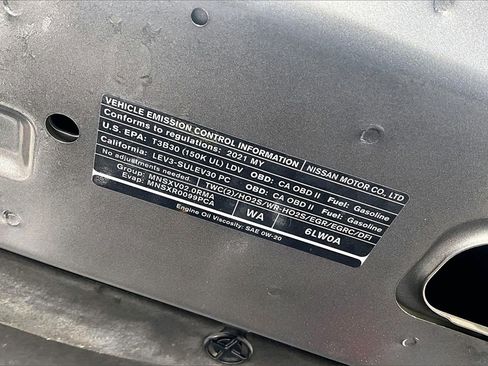 VEHICLE EMISSION CONTROL INFORMATION NISSAN MOTOR CO., LTD.
Conforms to regulations: 2021 MY
U.S. EPA: T3B30 (150K UL) LDV OBD: CA OBD II Fuel: Gasoline
California: LEV3-SULEV30 PC OBD: CA OBD II Fuel: Gasoline
No adjustments needed. TWC(2)/HO2S/WR-HO2S/EGR/EGRC/DFI
Group: MNSXV02.0RMA
Evap: MNSXR0099PCA WA 6LW0A
Engine Oil Viscosity: SAE 0W-20